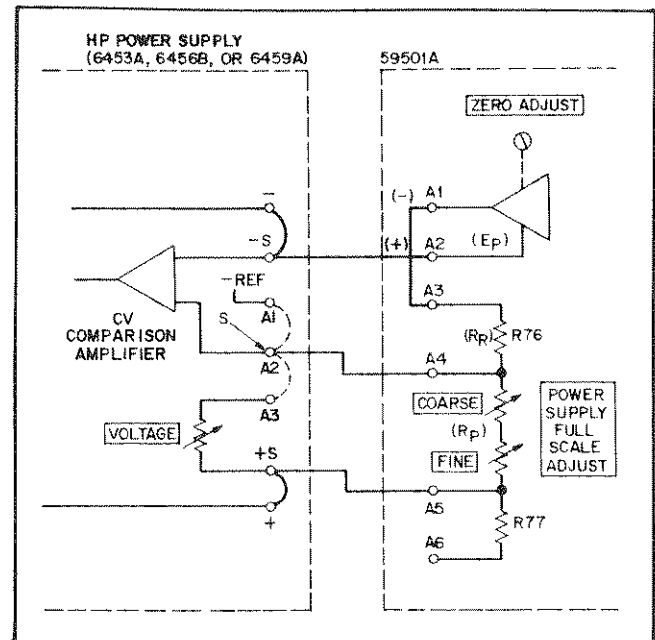 HP POWER SUPPLY
(6453A, 6456B, OR 6459A)
59501A
ZERO ADJUST
−
(−) A1
−S
(+) A2
(EP)
−REF
A3
CV
COMPARISON
AMPLIFIER
S
A1
(RR) R76
A2
A4
COARSE
POWER
SUPPLY
FULL
SCALE
ADJUST
A3
(RP)
VOLTAGE
FINE
+S
A5
+
R77
A6